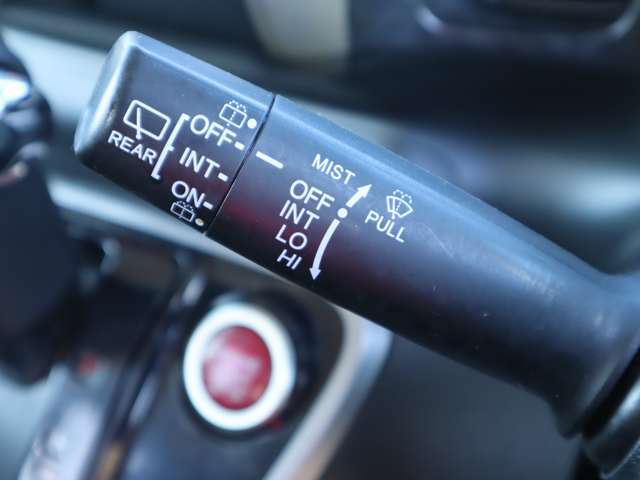 REAR
OFF
INT
ON
MIST
OFF
INT
LO
HI
PULL